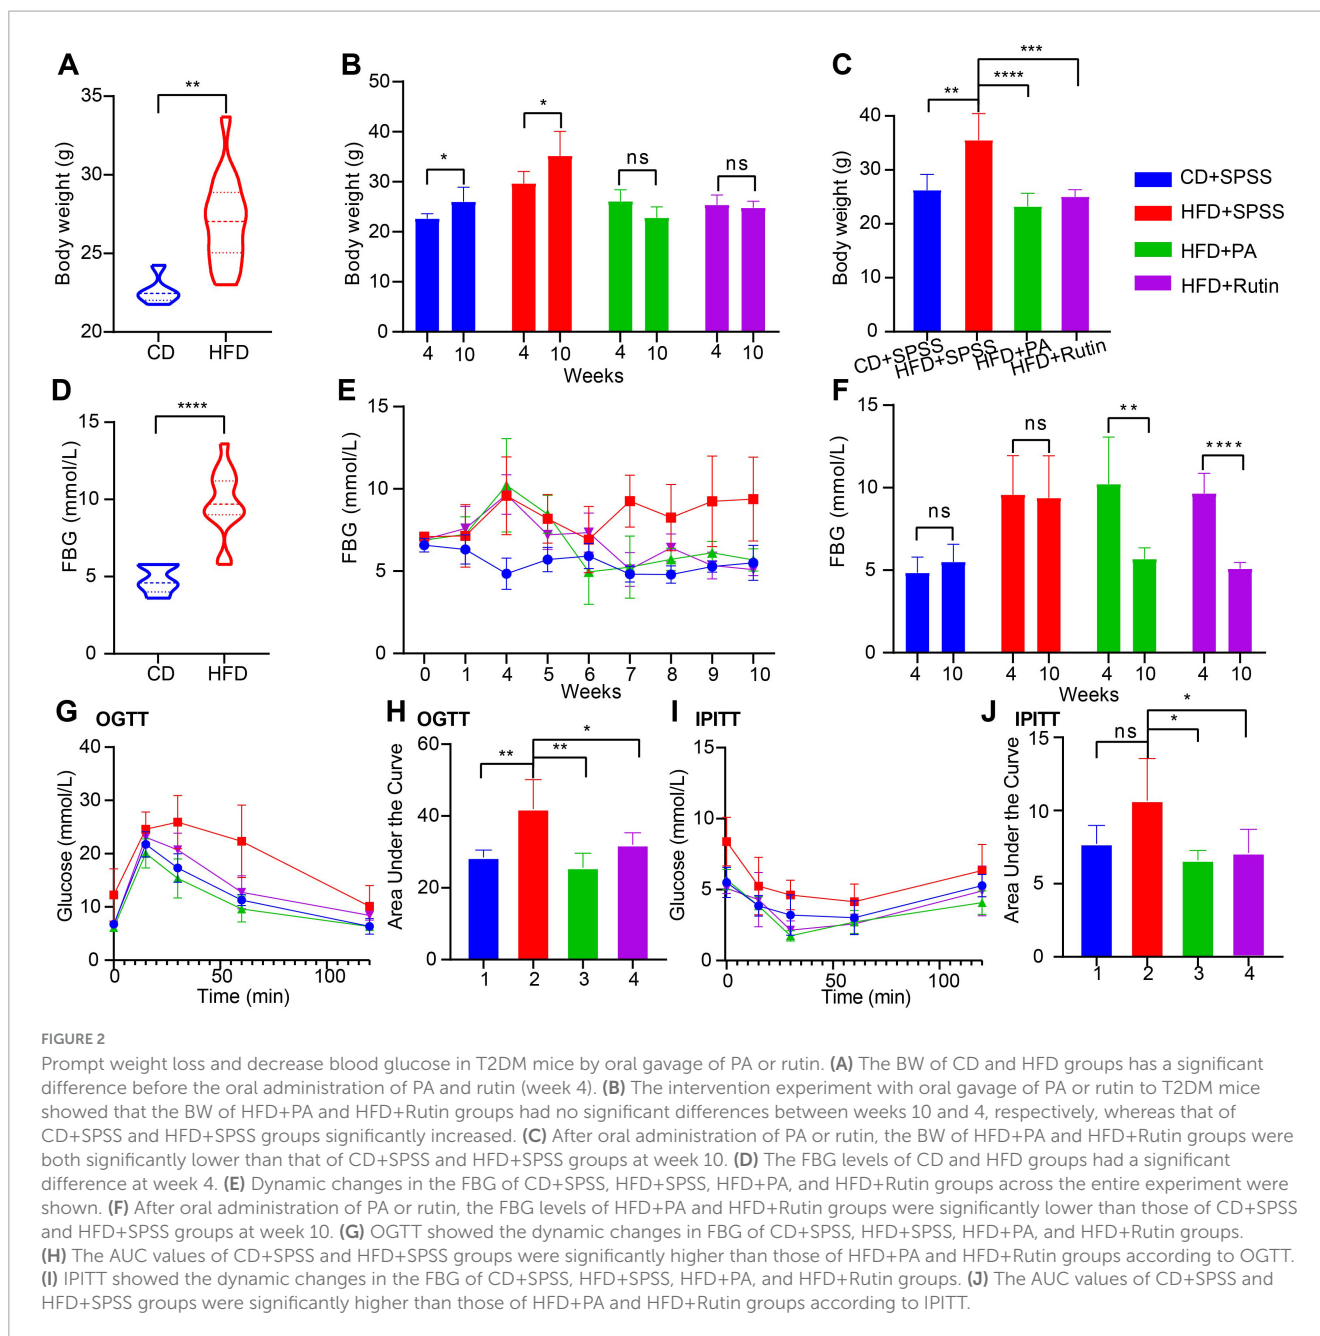 A
**
Body weight (g)
35
30
25
20
CD
HFD
B
Body weight (g)
50
40
30
20
10
0
*
*
ns
ns
4
10
4
10
4
10
4
10
Weeks
C
***
****
**
Body weight (g)
40
30
20
10
0
CD+SPSS
HFD+SPSS
HFD+PA
HFD+Rutin
CD+SPSS
HFD+SPSS
HFD+PA
HFD+Rutin
D
****
FBG (mmol/L)
15
10
5
0
CD
HFD
E
FBG (mmol/L)
15
10
5
0
0
1
4
5
6
7
8
9
10
Weeks
F
FBG (mmol/L)
15
10
5
0
ns
ns
**
****
4
10
4
10
4
10
4
10
Weeks
G OGTT
Glucose (mmol/L)
40
30
20
10
0
0
50
100
Time (min)
H OGTT
Area Under the Curve
60
40
20
0
**
**
*
1
2
3
4
I IPITT
Glucose (mmol/L)
15
10
5
0
0
50
100
Time (min)
J IPITT
Area Under the Curve
15
10
5
0
ns
*
*
1
2
3
4
FIGURE 2
Prompt weight loss and decrease blood glucose in T2DM mice by oral gavage of PA or rutin. (A) The BW of CD and HFD groups has a significant
difference before the oral administration of PA and rutin (week 4). (B) The intervention experiment with oral gavage of PA or rutin to T2DM mice
showed that the BW of HFD+PA and HFD+Rutin groups had no significant differences between weeks 10 and 4, respectively, whereas that of
CD+SPSS and HFD+SPSS groups significantly increased. (C) After oral administration of PA or rutin, the BW of HFD+PA and HFD+Rutin groups were
both significantly lower than that of CD+SPSS and HFD+SPSS groups at week 10. (D) The FBG levels of CD and HFD groups had a significant
difference at week 4. (E) Dynamic changes in the FBG of CD+SPSS, HFD+SPSS, HFD+PA, and HFD+Rutin groups across the entire experiment were
shown. (F) After oral administration of PA or rutin, the FBG levels of HFD+PA and HFD+Rutin groups were significantly lower than those of CD+SPSS
and HFD+SPSS groups at week 10. (G) OGTT showed the dynamic changes in FBG of CD+SPSS, HFD+SPSS, HFD+PA, and HFD+Rutin groups.
(H) The AUC values of CD+SPSS and HFD+SPSS groups were significantly higher than those of HFD+PA and HFD+Rutin groups according to OGTT.
(I) IPITT showed the dynamic changes in the FBG of CD+SPSS, HFD+SPSS, HFD+PA, and HFD+Rutin groups. (J) The AUC values of CD+SPSS and
HFD+SPSS groups were significantly higher than those of HFD+PA and HFD+Rutin groups according to IPITT.